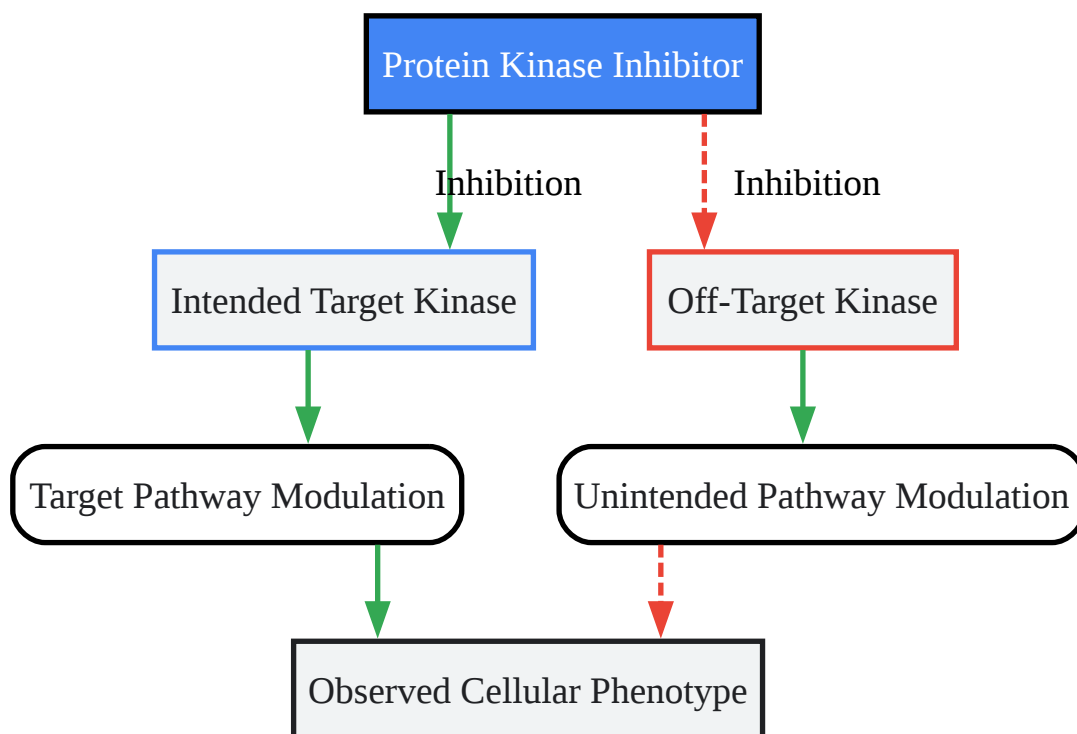 Protein Kinase Inhibitor
Inhibition
Inhibition
Intended Target Kinase
Off-Target Kinase
Target Pathway Modulation
Unintended Pathway Modulation
Observed Cellular Phenotype